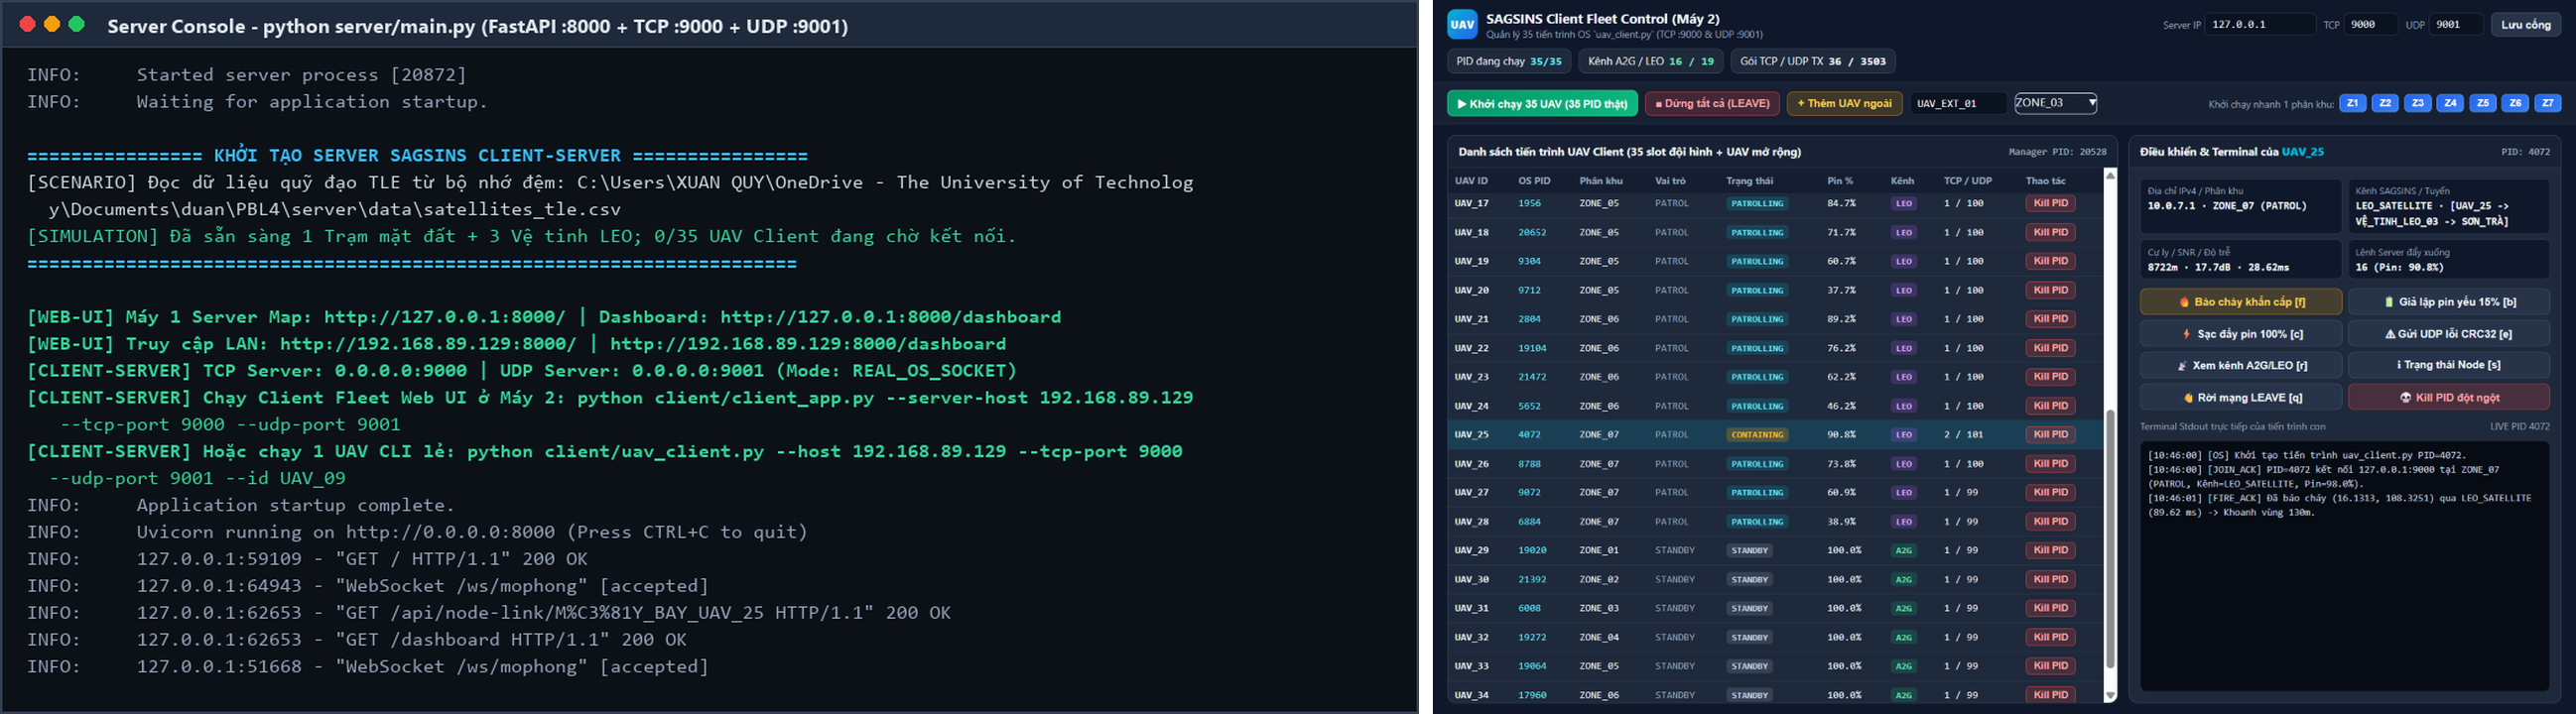 Server Console - python server/main.py (FastAPI :8000 + TCP :9000 + UDP :9001)
INFO: Started server process [20872]
INFO: Waiting for application startup.
================ KHỞI TẠO SERVER SAGSINS CLIENT-SERVER ================
[SCENARIO] Đọc dữ liệu quỹ đạo TLE từ bộ nhớ đệm: C:\Users\XUAN QUY\OneDrive - The University of Technolog
y\Documents\duan\PBL4\server\data\satellites_tle.csv
[SIMULATION] Đã sẵn sàng 1 Trạm mặt đất + 3 Vệ tinh LEO; 0/35 UAV Client đang chờ kết nối.
======================================================================
[WEB-UI] Máy 1 Server Map: http://127.0.0.1:8000/ | Dashboard: http://127.0.0.1:8000/dashboard
[WEB-UI] Truy cập LAN: http://192.168.89.129:8000/ | http://192.168.89.129:8000/dashboard
[CLIENT-SERVER] TCP Server: 0.0.0.0:9000 | UDP Server: 0.0.0.0:9001 (Mode: REAL_OS_SOCKET)
[CLIENT-SERVER] Chạy Client Fleet Web UI ở Máy 2: python client/client_app.py --server-host 192.168.89.129
--tcp-port 9000 --udp-port 9001
[CLIENT-SERVER] Hoặc chạy 1 UAV CLI lẻ: python client/uav_client.py --host 192.168.89.129 --tcp-port 9000
--udp-port 9001 --id UAV_09
INFO: Application startup complete.
INFO: Uvicorn running on http://0.0.0.0:8000 (Press CTRL+C to quit)
INFO: 127.0.0.1:59109 - "GET / HTTP/1.1" 200 OK
INFO: 127.0.0.1:64943 - "WebSocket /ws/mophong" [accepted]
INFO: 127.0.0.1:62653 - "GET /api/node-link/M%C3%81Y_BAY_UAV_25 HTTP/1.1" 200 OK
INFO: 127.0.0.1:62653 - "GET /dashboard HTTP/1.1" 200 OK
INFO: 127.0.0.1:51668 - "WebSocket /ws/mophong" [accepted]
UAV
SAGSINS Client Fleet Control (Máy 2)
Quản lý 35 tiến trình OS `uav_client.py` (TCP :9000 & UDP :9001)
Server IP 127.0.0.1 TCP 9000 UDP 9001 Lưu cổng
PID đang chạy 35/35 Kênh A2G / LEO 16 / 19 Gói TCP / UDP TX 36 / 3503
▶ Khởi chạy 35 UAV (35 PID thật) ■ Dừng tất cả (LEAVE) + Thêm UAV ngoài UAV_EXT_01 ZONE_03 ▼ Khởi chạy nhanh 1 phân khu: Z1 Z2 Z3 Z4 Z5 Z6 Z7
Danh sách tiến trình UAV Client (35 slot đội hình + UAV mở rộng) Manager PID: 20528
UAV ID OS PID Phân khu Vai trò Trạng thái Pin % Kênh TCP / UDP Thao tác
UAV_17 1956 ZONE_05 PATROL PATROLLING 84.7% LEO 1 / 100 Kill PID
UAV_18 20652 ZONE_05 PATROL PATROLLING 71.7% LEO 1 / 100 Kill PID
UAV_19 9304 ZONE_05 PATROL PATROLLING 60.7% LEO 1 / 100 Kill PID
UAV_20 9712 ZONE_05 PATROL PATROLLING 37.7% LEO 1 / 100 Kill PID
UAV_21 2804 ZONE_06 PATROL PATROLLING 89.2% LEO 1 / 100 Kill PID
UAV_22 19104 ZONE_06 PATROL PATROLLING 76.2% LEO 1 / 100 Kill PID
UAV_23 21472 ZONE_06 PATROL PATROLLING 62.2% LEO 1 / 100 Kill PID
UAV_24 5652 ZONE_06 PATROL PATROLLING 46.2% LEO 1 / 100 Kill PID
UAV_25 4072 ZONE_07 PATROL CONTAINING 90.8% LEO 2 / 101 Kill PID
UAV_26 8788 ZONE_07 PATROL PATROLLING 73.8% LEO 1 / 100 Kill PID
UAV_27 9072 ZONE_07 PATROL PATROLLING 60.9% LEO 1 / 99 Kill PID
UAV_28 6884 ZONE_07 PATROL PATROLLING 38.9% LEO 1 / 99 Kill PID
UAV_29 19020 ZONE_01 STANDBY STANDBY 100.0% A2G 1 / 99 Kill PID
UAV_30 21392 ZONE_02 STANDBY STANDBY 100.0% A2G 1 / 99 Kill PID
UAV_31 6008 ZONE_03 STANDBY STANDBY 100.0% A2G 1 / 99 Kill PID
UAV_32 19272 ZONE_04 STANDBY STANDBY 100.0% A2G 1 / 99 Kill PID
UAV_33 19064 ZONE_05 STANDBY STANDBY 100.0% A2G 1 / 99 Kill PID
UAV_34 17960 ZONE_06 STANDBY STANDBY 100.0% A2G 1 / 99 Kill PID
Điều khiển & Terminal của UAV_25 PID: 4072
Địa chỉ IPv4 / Phân khu
10.0.7.1 · ZONE_07 (PATROL)
Kênh SAGSINS / Tuyến
LEO_SATELLITE · [UAV_25 ->
VỆ_TINH_LEO_03 -> SƠN_TRÀ]
Cự ly / SNR / Độ trễ
8722m · 17.7dB · 28.62ms
Lệnh Server đẩy xuống
16 (Pin: 90.8%)
🔥 Báo cháy khẩn cấp [f] 🔋 Giả lập pin yếu 15% [b]
⚡ Sạc đầy pin 100% [c] ⚠ Gửi UDP lỗi CRC32 [e]
Xem kênh A2G/LEO [r] ℹ Trạng thái Node [s]
👋 Rời mạng LEAVE [q] 💀 Kill PID đột ngột
Terminal Stdout trực tiếp của tiến trình con LIVE PID 4072
[10:46:00] [OS] Khởi tạo tiến trình uav_client.py PID=4072.
[10:46:00] [JOIN_ACK] PID=4072 kết nối 127.0.0.1:9000 tại ZONE_07
(PATROL, Kênh=LEO_SATELLITE, Pin=98.0%).
[10:46:01] [FIRE_ACK] Đã báo cháy (16.1313, 108.3251) qua LEO_SATELLITE
(89.62 ms) -> Khoanh vùng 130m.